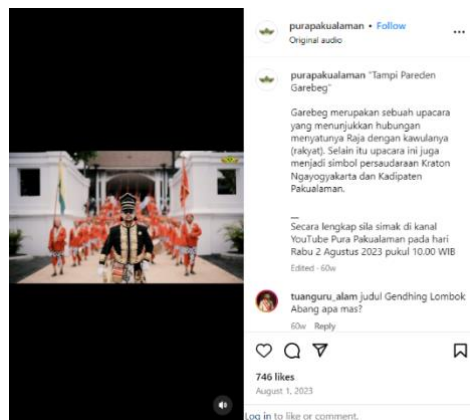 purapakualaman • Follow
Original audio
purapakualaman "Tampi Pareden
Garebeg"
Garebeg merupakan sebuah upacara
yang menunjukkan hubungan
menyatunya Raja dengan kawulanya
(rakyat). Selain itu upacara ini juga
menjadi simbol persaudaraan Kraton
Ngayogyakarta dan Kadipaten
Pakualaman.
__
Secara lengkap sila simak di kanal
YouTube Pura Pakualaman pada hari
Rabu 2 Agustus 2023 pukul 10.00 WIB
Edited · 60w
tuanguru_alam judul Gendhing Lombok
Abang apa mas?
60w Reply
746 likes
August 1, 2023
Log in to like or comment.